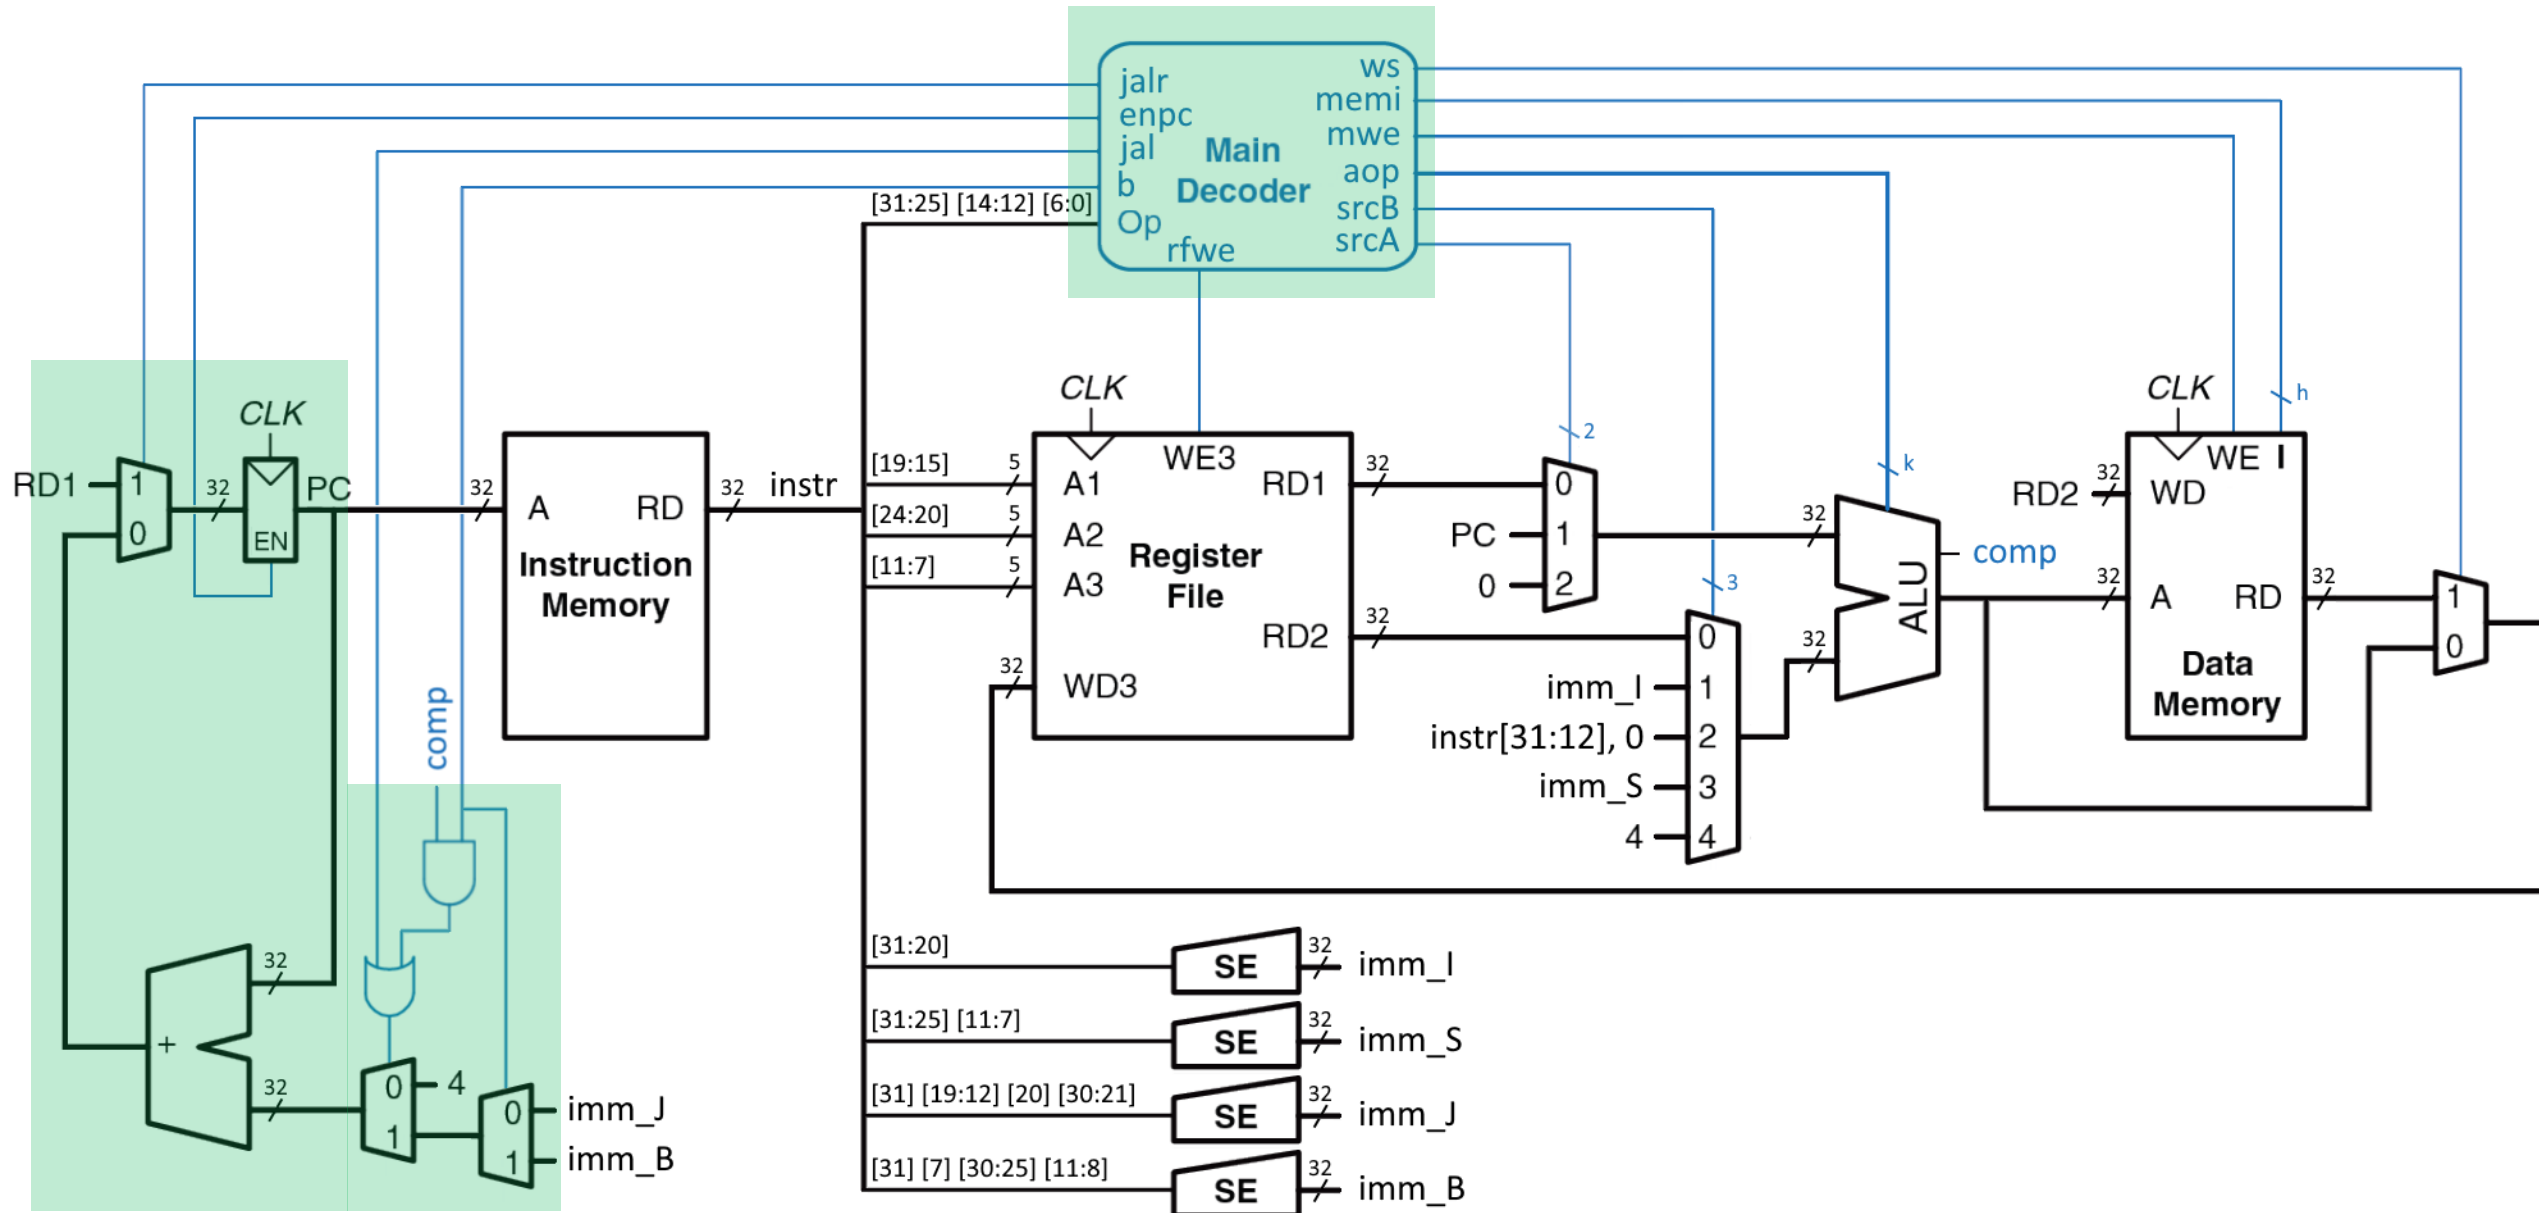 jalr
enpc
jal
b
Op
rfwe
Main
Decoder
ws
memi
mwe
aop
srcB
srcA
[31:25] [14:12] [6:0]
RD1
1
0
32
CLK
EN
PC
32
A
RD
Instruction
Memory
32
instr
[19:15]
5
[24:20]
5
[11:7]
5
CLK
WE3
A1
A2
A3
WD3
32
Register
File
RD1
32
RD2
32
2
0
PC
1
0
2
3
0
imm_I
1
instr[31:12], 0
2
imm_S
3
4
4
32
32
k
ALU
comp
CLK
h
WE I
RD2
32
WD
32
A
RD
32
Data
Memory
1
0
comp
32
+
32
0
4
1
0
imm_J
1
imm_B
[31:20]
SE
32
imm_I
[31:25] [11:7]
SE
32
imm_S
[31] [19:12] [20] [30:21]
SE
32
imm_J
[31] [7] [30:25] [11:8]
SE
32
imm_B